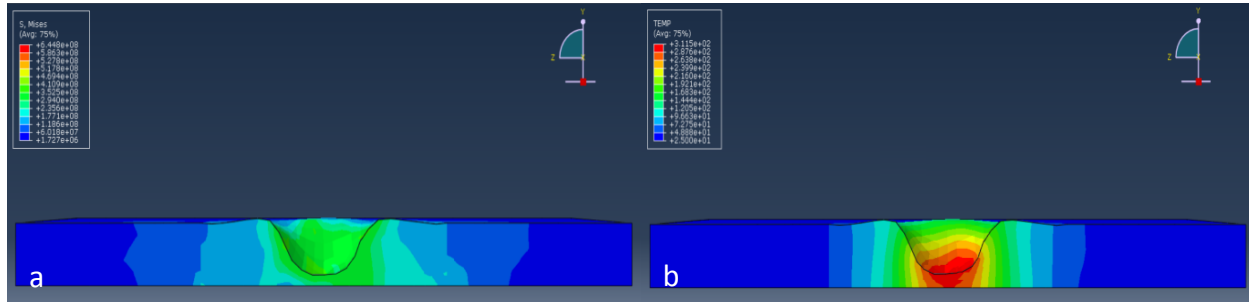 S, Mises
(Avg: 75%)
+6.448e+08
+5.863e+08
+5.278e+08
+5.178e+08
+4.694e+08
+4.109e+08
+3.525e+08
+2.940e+08
+2.356e+08
+1.771e+08
+1.186e+08
+6.018e+07
+1.727e+06
Y
Z
Z
a
TEMP
(Avg: 75%)
+3.115e+02
+2.876e+02
+2.638e+02
+2.399e+02
+2.160e+02
+1.921e+02
+1.683e+02
+1.444e+02
+1.205e+02
+9.663e+01
+7.275e+01
+4.888e+01
+2.500e+01
Y
Z
Z
b